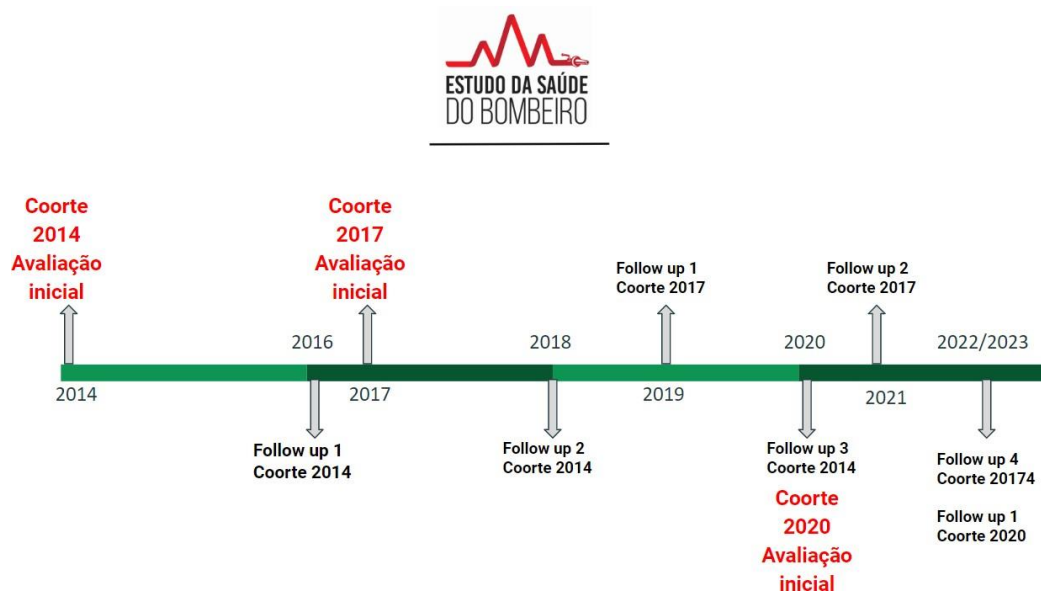 ESTUDO DA SAÚDE
DO BOMBEIRO
Coorte
2014
Avaliação
inicial
Coorte
2017
Avaliação
inicial
Follow up 1
Coorte 2017
Follow up 2
Coorte 2017
2016
2018
2020
2022/2023
2014
2017
2019
2021
Follow up 1
Coorte 2014
Follow up 2
Coorte 2014
Follow up 3
Coorte 2014
Coorte
2020
Avaliação
inicial
Follow up 4
Coorte 20174
Follow up 1
Coorte 2020